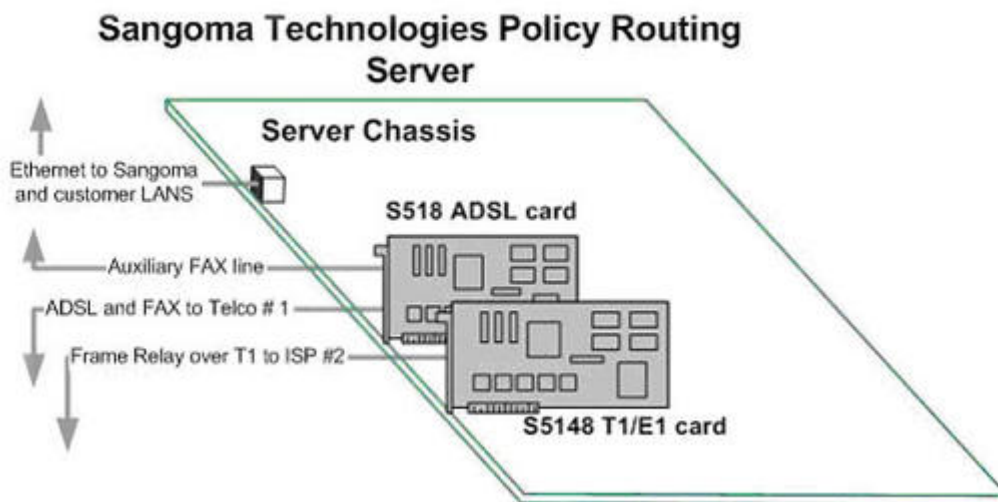 Sangoma Technologies Policy Routing
Server
Server Chassis
Ethernet to Sangoma
and customer LANS
S518 ADSL card
Auxiliary FAX line
ADSL and FAX to Telco # 1
Frame Relay over T1 to ISP #2
S5148 T1/E1 card